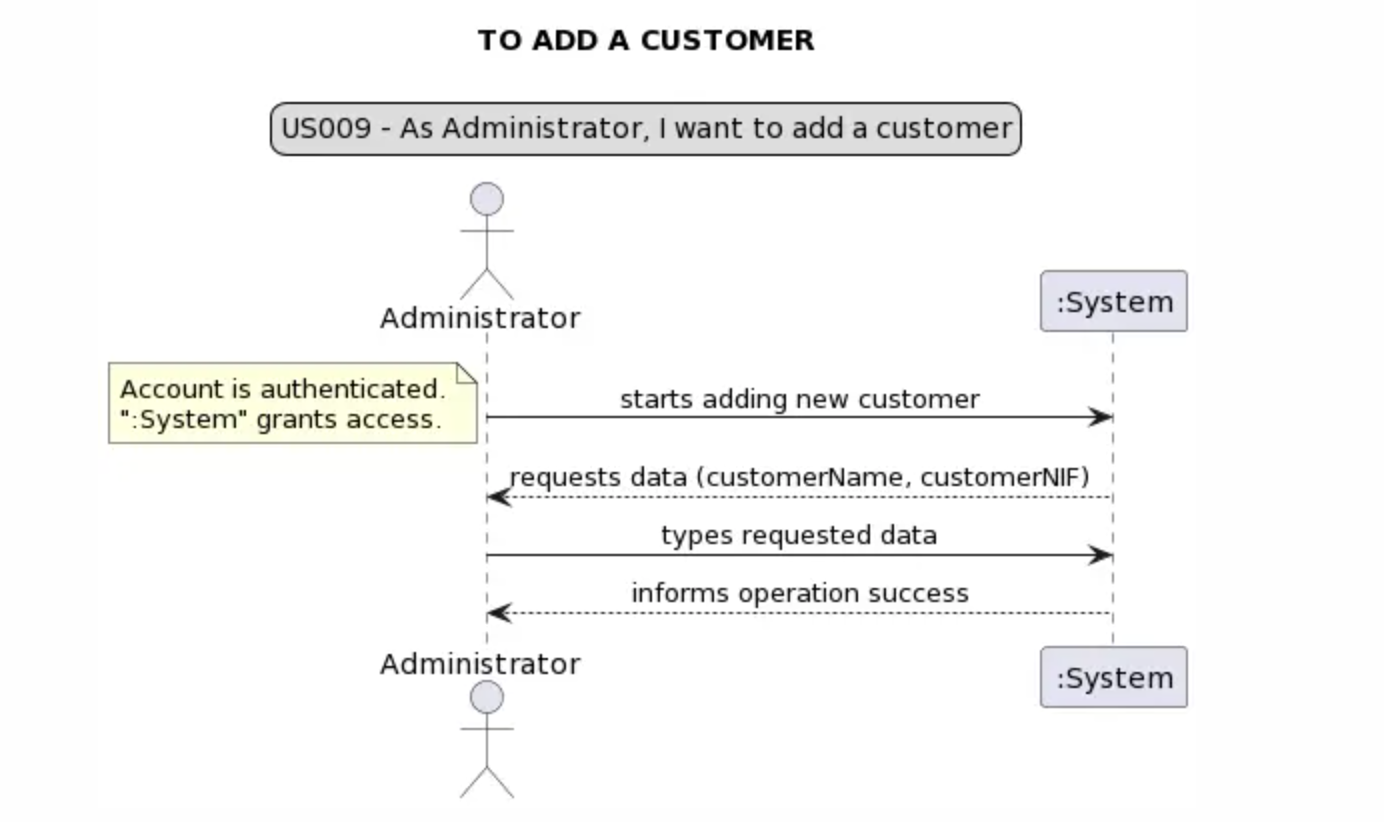 TO ADD A CUSTOMER
US009 - As Administrator, I want to add a customer
Administrator
:System
Account is authenticated.
":System" grants access.
starts adding new customer
requests data (customerName, customerNIF)
types requested data
informs operation success
Administrator
:System